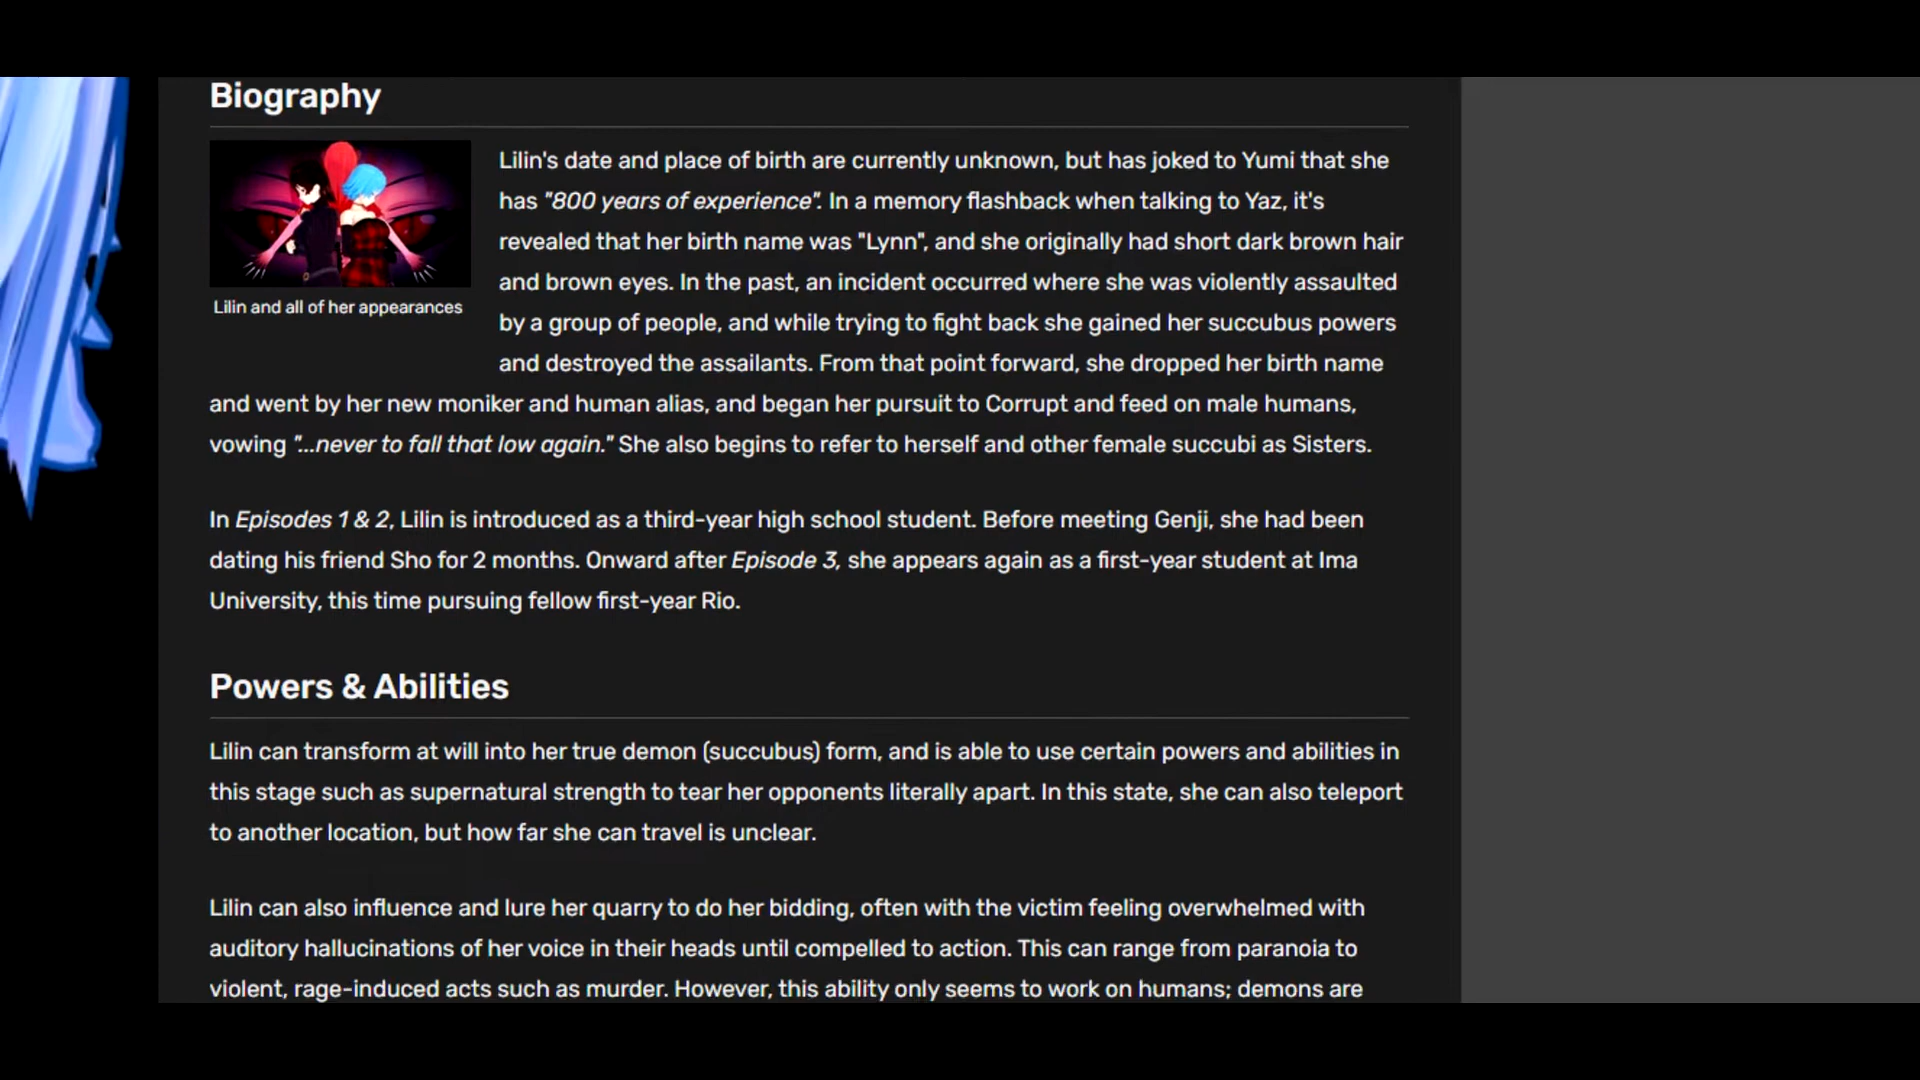 Biography
Lilin's date and place of birth are currently unknown, but has joked to Yumi that she
has "800 years of experience". In a memory flashback when talking to Yaz, it's
revealed that her birth name was "Lynn", and she originally had short dark brown hair
and brown eyes. In the past, an incident occurred where she was violently assaulted
by a group of people, and while trying to fight back she gained her succubus powers
and destroyed the assailants. From that point forward, she dropped her birth name
Lilin and all of her appearances
and went by her new moniker and human alias, and began her pursuit to Corrupt and feed on male humans,
vowing "...never to fall that low again." She also begins to refer to herself and other female succubi as Sisters.
In Episodes 1 & 2, Lilin is introduced as a third-year high school student. Before meeting Genji, she had been
dating his friend Sho for 2 months. Onward after Episode 3, she appears again as a first-year student at Ima
University, this time pursuing fellow first-year Rio.
Powers & Abilities
Lilin can transform at will into her true demon (succubus) form, and is able to use certain powers and abilities in
this stage such as supernatural strength to tear her opponents literally apart. In this state, she can also teleport
to another location, but how far she can travel is unclear.
Lilin can also influence and lure her quarry to do her bidding, often with the victim feeling overwhelmed with
auditory hallucinations of her voice in their heads until compelled to action. This can range from paranoia to
violent, rage-induced acts such as murder. However, this ability only seems to work on humans; demons are